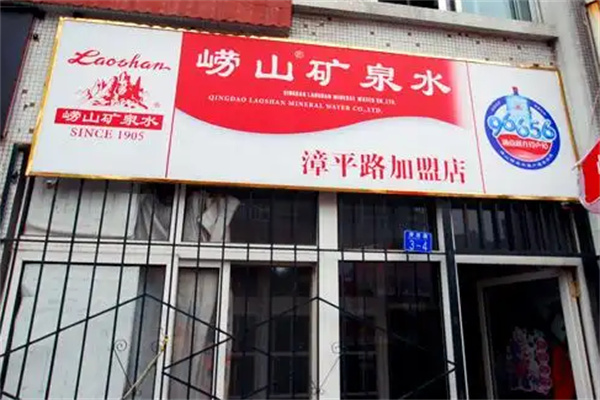 Laoshan
崂山矿泉水
SINCE 1905
崂山®矿泉水
QINGDAO LAOSHAN MINERAL WATER CO.,LTD.
QINGDAO LAOSHAN MINERAL WATER CO.,LTD.
漳平路加盟店
96656
3-4